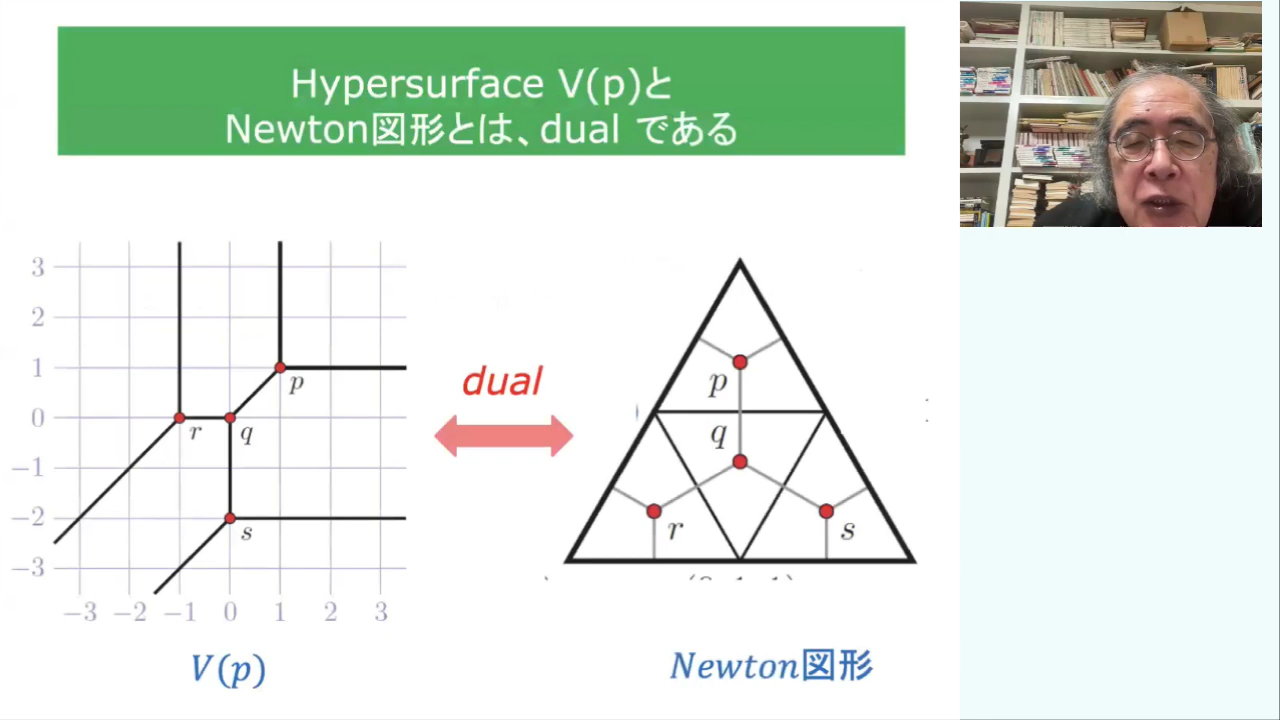 Hypersurface V(p)と
Newton図形とは、dual である
3
2
1
0
−1
−2
−3
−3 −2 −1 0 1 2 3
p
r
q
s
dual
p
q
r
s
V(p)
Newton図形